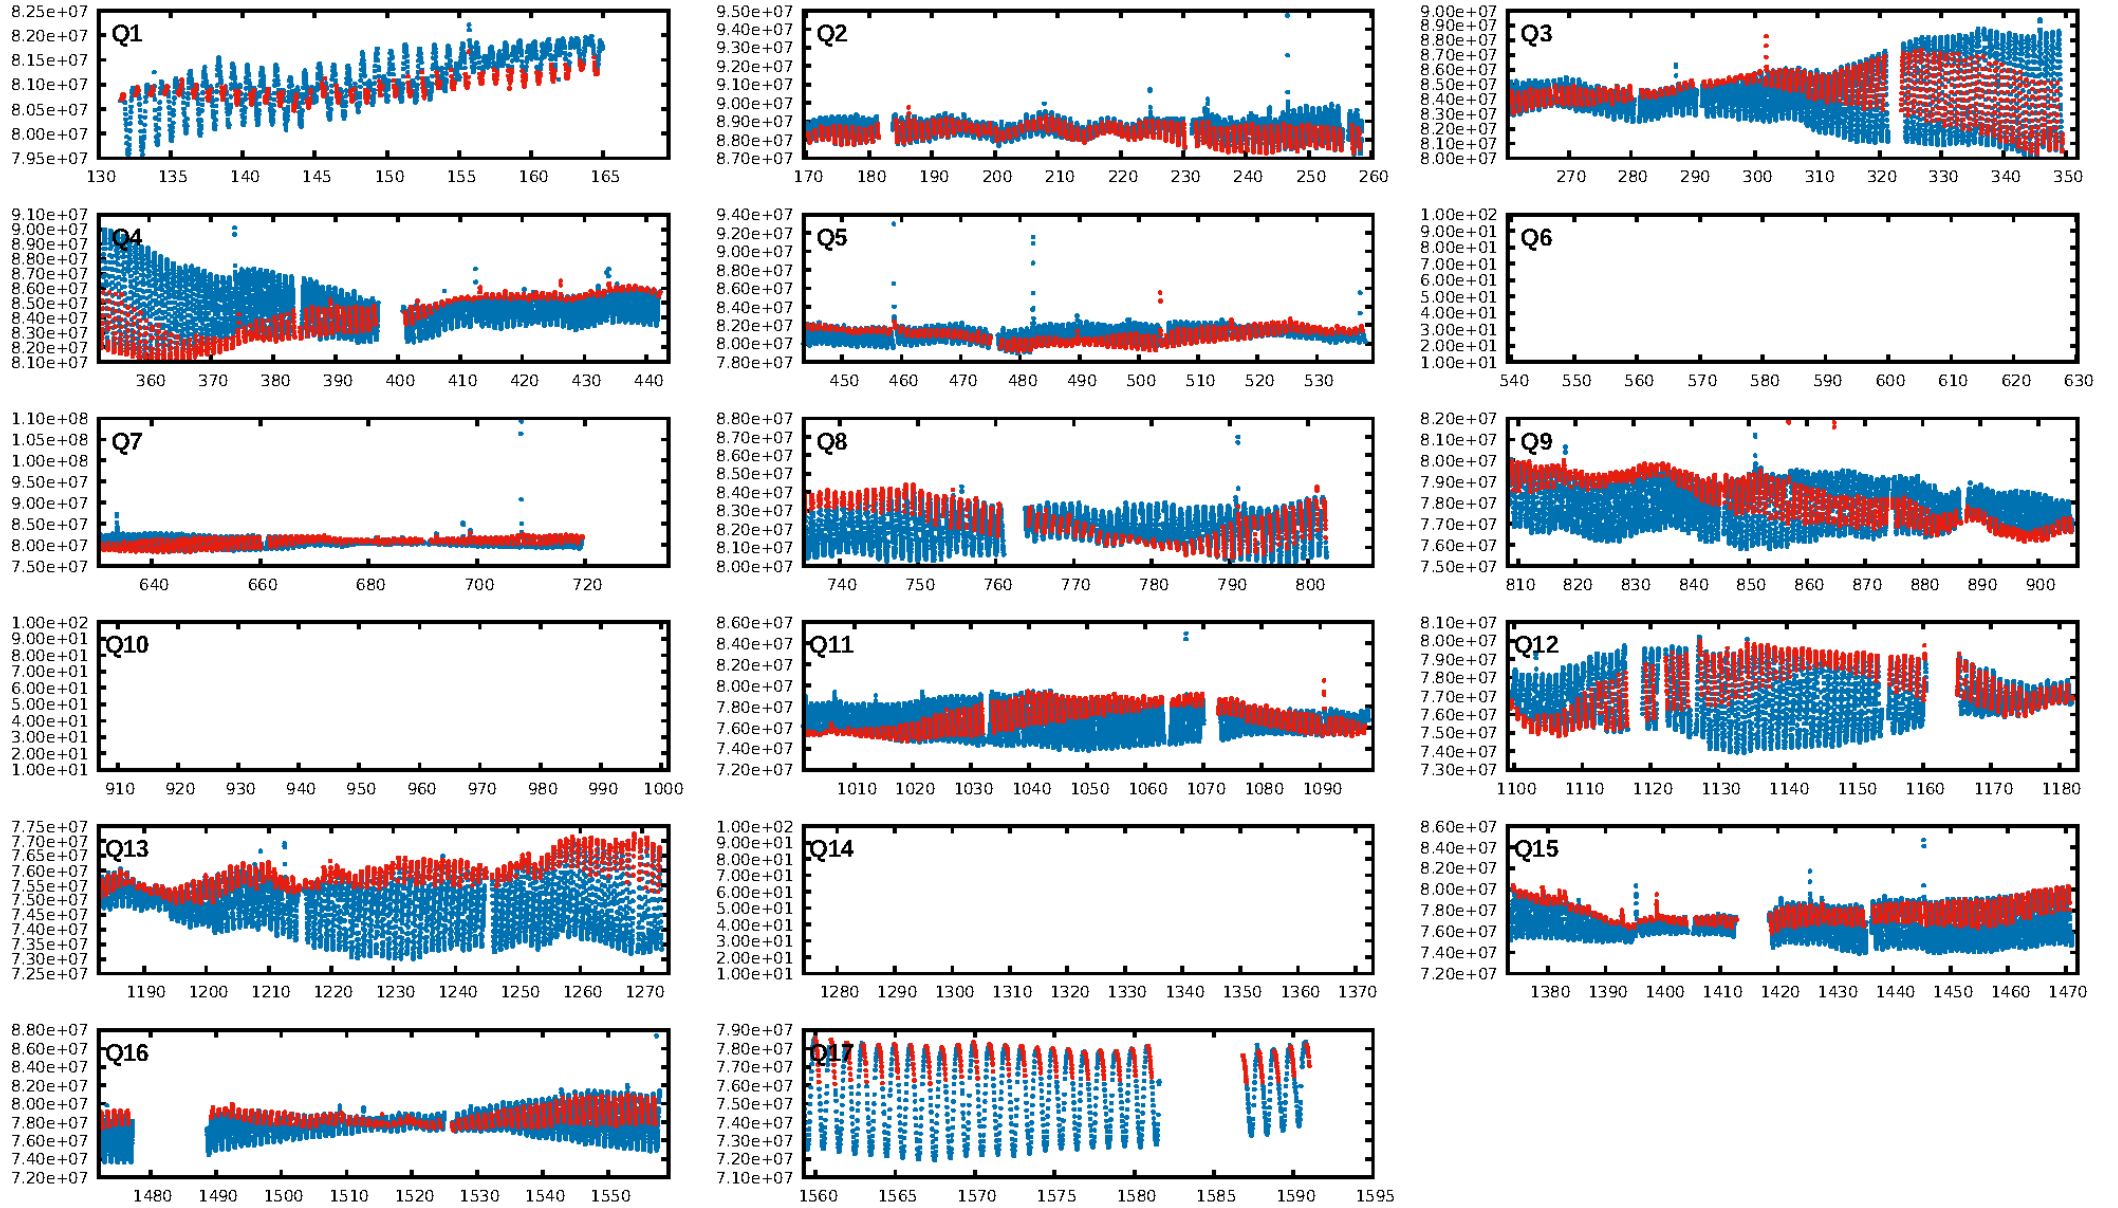 8.25e+07
8.20e+07
8.15e+07
8.10e+07
8.05e+07
8.00e+07
7.95e+07
Q1
130 135 140 145 150 155 160 165
9.50e+07
9.40e+07
9.30e+07
9.20e+07
9.10e+07
9.00e+07
8.90e+07
8.80e+07
8.70e+07
Q2
170 180 190 200 210 220 230 240 250 260
9.00e+07
8.90e+07
8.80e+07
8.70e+07
8.60e+07
8.50e+07
8.40e+07
8.30e+07
8.20e+07
8.10e+07
8.00e+07
Q3
270 280 290 300 310 320 330 340 350
9.10e+07
9.00e+07
8.90e+07
8.80e+07
8.70e+07
8.60e+07
8.50e+07
8.40e+07
8.30e+07
8.20e+07
8.10e+07
Q4
360 370 380 390 400 410 420 430 440
9.40e+07
9.20e+07
9.00e+07
8.80e+07
8.60e+07
8.40e+07
8.20e+07
8.00e+07
7.80e+07
Q5
450 460 470 480 490 500 510 520 530
1.00e+02
9.00e+01
8.00e+01
7.00e+01
6.00e+01
5.00e+01
4.00e+01
3.00e+01
2.00e+01
1.00e+01
Q6
540 550 560 570 580 590 600 610 620 630
1.10e+08
1.05e+08
1.00e+08
9.50e+07
9.00e+07
8.50e+07
8.00e+07
7.50e+07
Q7
640 660 680 700 720
8.80e+07
8.70e+07
8.60e+07
8.50e+07
8.40e+07
8.30e+07
8.20e+07
8.10e+07
8.00e+07
Q8
740 750 760 770 780 790 800
8.20e+07
8.10e+07
8.00e+07
7.90e+07
7.80e+07
7.70e+07
7.60e+07
7.50e+07
Q9
810 820 830 840 850 860 870 880 890 900
1.00e+02
9.00e+01
8.00e+01
7.00e+01
6.00e+01
5.00e+01
4.00e+01
3.00e+01
2.00e+01
1.00e+01
Q10
910 920 930 940 950 960 970 980 990 1000
8.60e+07
8.40e+07
8.20e+07
8.00e+07
7.80e+07
7.60e+07
7.40e+07
7.20e+07
Q11
1010 1020 1030 1040 1050 1060 1070 1080 1090
8.10e+07
8.00e+07
7.90e+07
7.80e+07
7.70e+07
7.60e+07
7.50e+07
7.40e+07
7.30e+07
Q12
1100 1110 1120 1130 1140 1150 1160 1170 1180
7.75e+07
7.70e+07
7.65e+07
7.60e+07
7.55e+07
7.50e+07
7.45e+07
7.40e+07
7.35e+07
7.30e+07
7.25e+07
Q13
1190 1200 1210 1220 1230 1240 1250 1260 1270
1.00e+02
9.00e+01
8.00e+01
7.00e+01
6.00e+01
5.00e+01
4.00e+01
3.00e+01
2.00e+01
1.00e+01
Q14
1280 1290 1300 1310 1320 1330 1340 1350 1360 1370
8.60e+07
8.40e+07
8.20e+07
8.00e+07
7.80e+07
7.60e+07
7.40e+07
7.20e+07
Q15
1380 1390 1400 1410 1420 1430 1440 1450 1460 1470
8.80e+07
8.60e+07
8.40e+07
8.20e+07
8.00e+07
7.80e+07
7.60e+07
7.40e+07
7.20e+07
Q16
1480 1490 1500 1510 1520 1530 1540 1550
7.90e+07
7.80e+07
7.70e+07
7.60e+07
7.50e+07
7.40e+07
7.30e+07
7.20e+07
7.10e+07
Q17
1560 1565 1570 1575 1580 1585 1590 1595